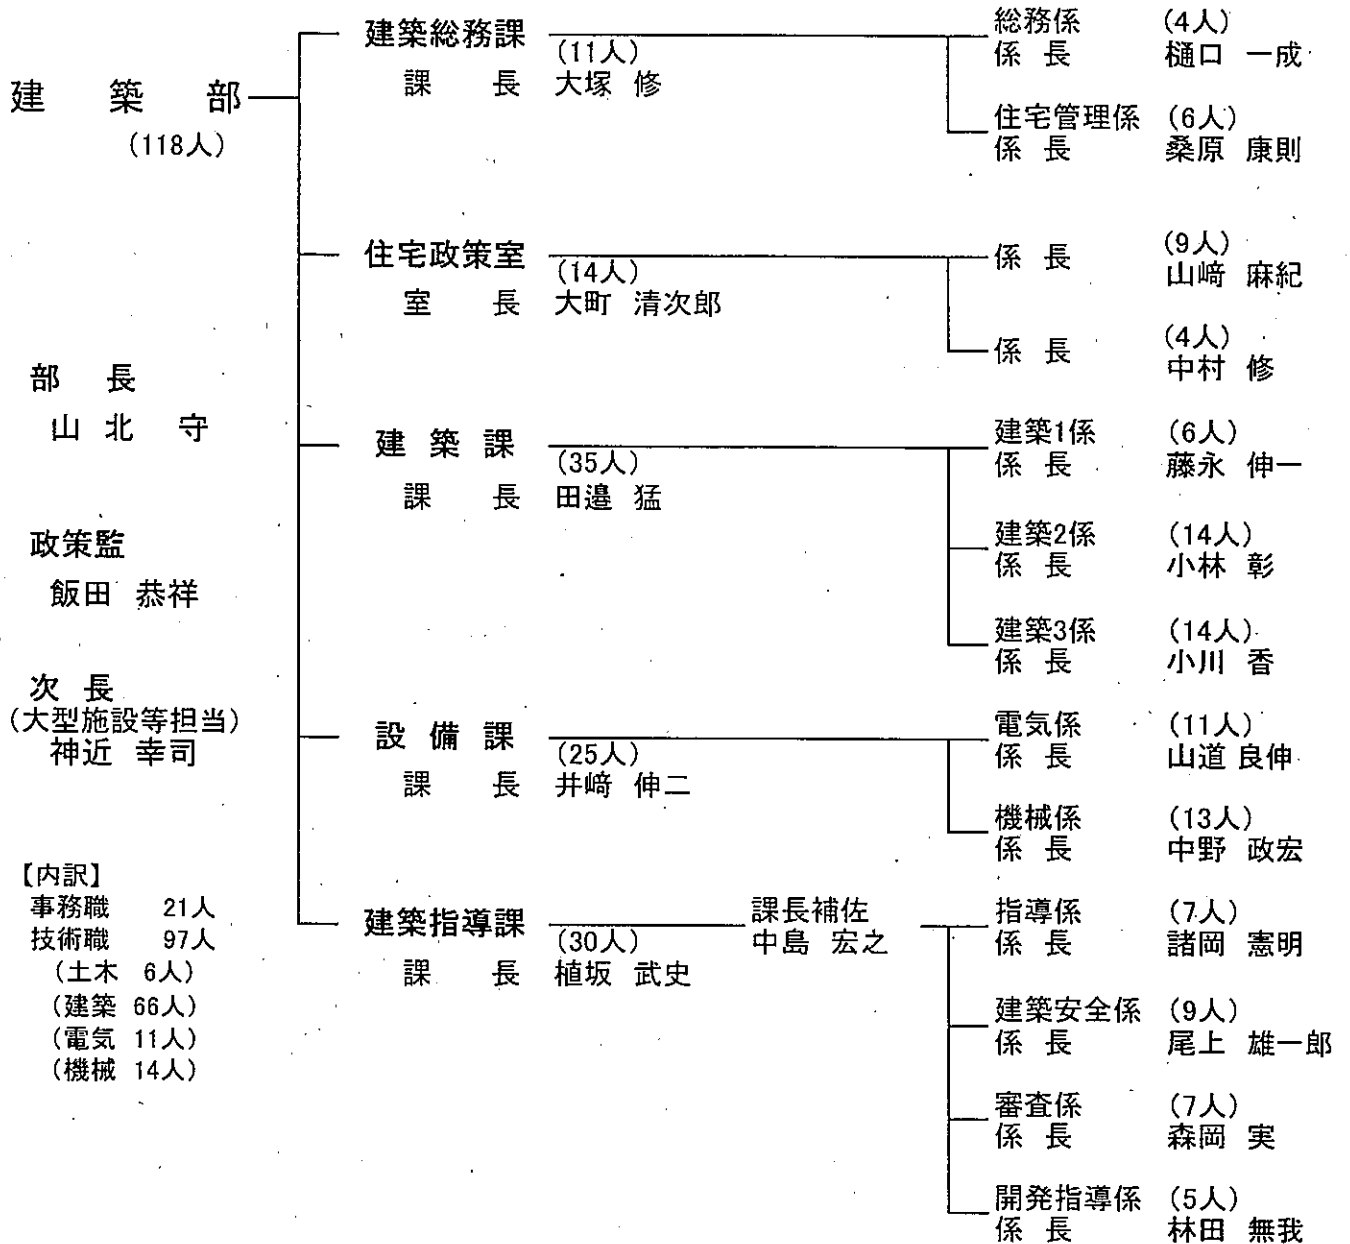 建築部
(118人)
部長
山北 守
政策監
飯田 恭祥
次長
(大型施設等担当)
神近 幸司
【内訳】
事務職 21人
技術職 97人
(土木 6人)
(建築 66人)
(電気 11人)
(機械 14人)
建築総務課
(11人)
課長 大塚 修
総務係 (4人)
係長 樋口 一成
住宅管理係 (6人)
係長 桑原 康則
住宅政策室
(14人)
室長 大町 清次郎
(9人)
係長 山﨑 麻紀
(4人)
係長 中村 修
建築課
(35人)
課長 田邉 猛
建築1係 (6人)
係長 藤永 伸一
建築2係 (14人)
係長 小林 彰
建築3係 (14人)
係長 小川 香
設備課
(25人)
課長 井﨑 伸二
電気係 (11人)
係長 山道 良伸
機械係 (13人)
係長 中野 政宏
建築指導課
(30人)
課長 植坂 武史
課長補佐
中島 宏之
指導係 (7人)
係長 諸岡 憲明
建築安全係 (9人)
係長 尾上 雄一郎
審査係 (7人)
係長 森岡 実
開発指導係 (5人)
係長 林田 無我